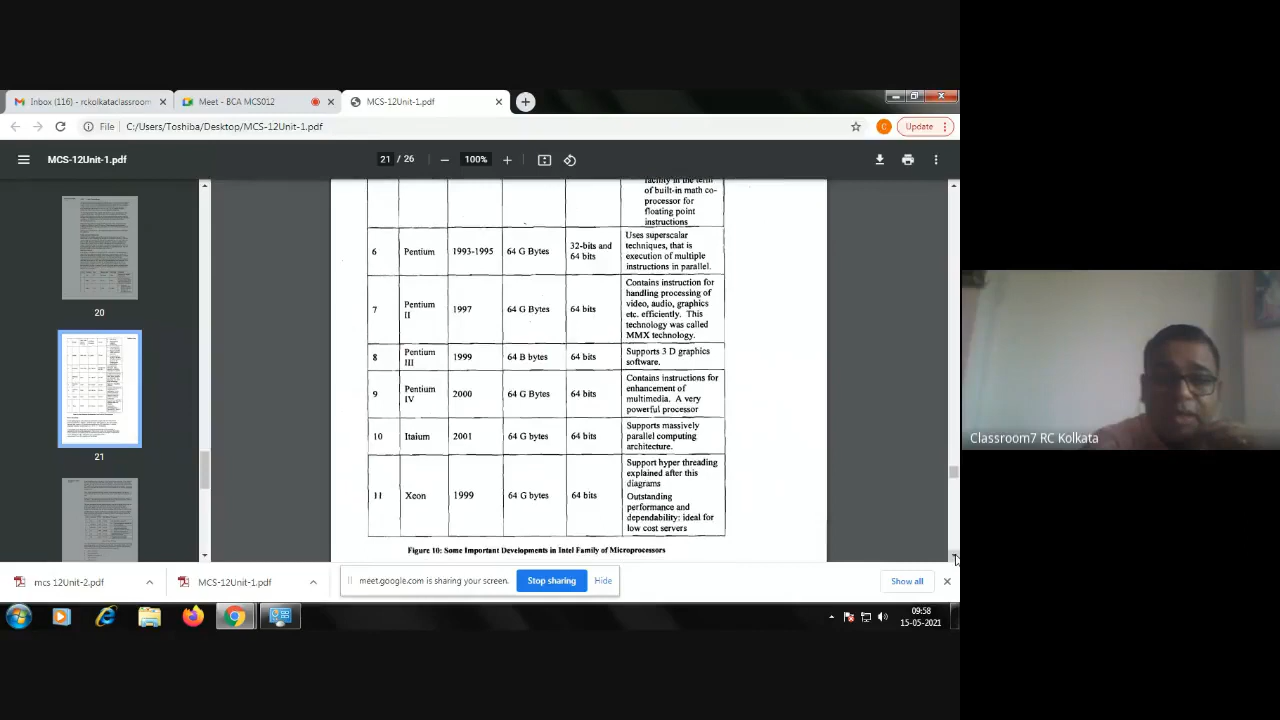 Inbox (116) - rckolkataclassroom
Meet - BCA MCS012
MCS-12Unit-1.pdf
File
C:/Users/Toshiba/Desktop/MCS-12Unit-1.pdf
C
Update
MCS-12Unit-1.pdf
21 / 26
100%
20
21
facility in the term
of built-in math co-
processor for
floating point
instructions
6
Pentium
1993-1995
64 G Bytes
32-bits and
64 bits
Uses superscalar
techniques, that is
execution of multiple
instructions in parallel.
7
Pentium
II
1997
64 G Bytes
64 bits
Contains instruction for
handling processing of
video, audio, graphics
etc. efficiently. This
technology was called
MMX technology.
8
Pentium
III
1999
64 B bytes
64 bits
Supports 3 D graphics
software.
9
Pentium
IV
2000
64 G Bytes
64 bits
Contains instructions for
enhancement of
multimedia. A very
powerful processor
10
Itaium
2001
64 G bytes
64 bits
Supports massively
parallel computing
architecture.
11
Xeon
1999
64 G bytes
64 bits
Support hyper threading
explained after this
diagrams
Outstanding
performance and
dependability: ideal for
low cost servers
Figure 10: Some Important Developments in Intel Family of Microprocessors
Classroom7 RC Kolkata
mcs 12Unit-2.pdf
MCS-12Unit-1.pdf
meet.google.com is sharing your screen.
Stop sharing
Hide
Show all
09:58
15-05-2021